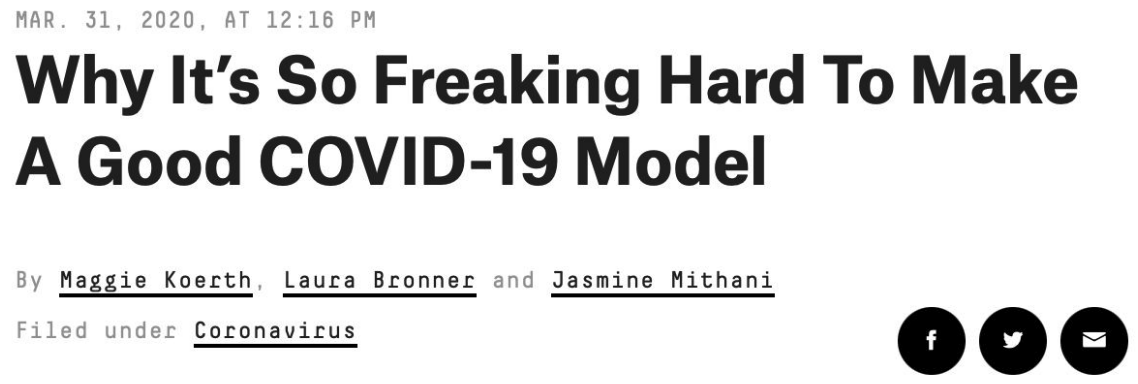 MAR. 31, 2020, AT 12:16 PM
Why It’s So Freaking Hard To Make
A Good COVID-19 Model
By Maggie Koerth, Laura Bronner and Jasmine Mithani
Filed under Coronavirus